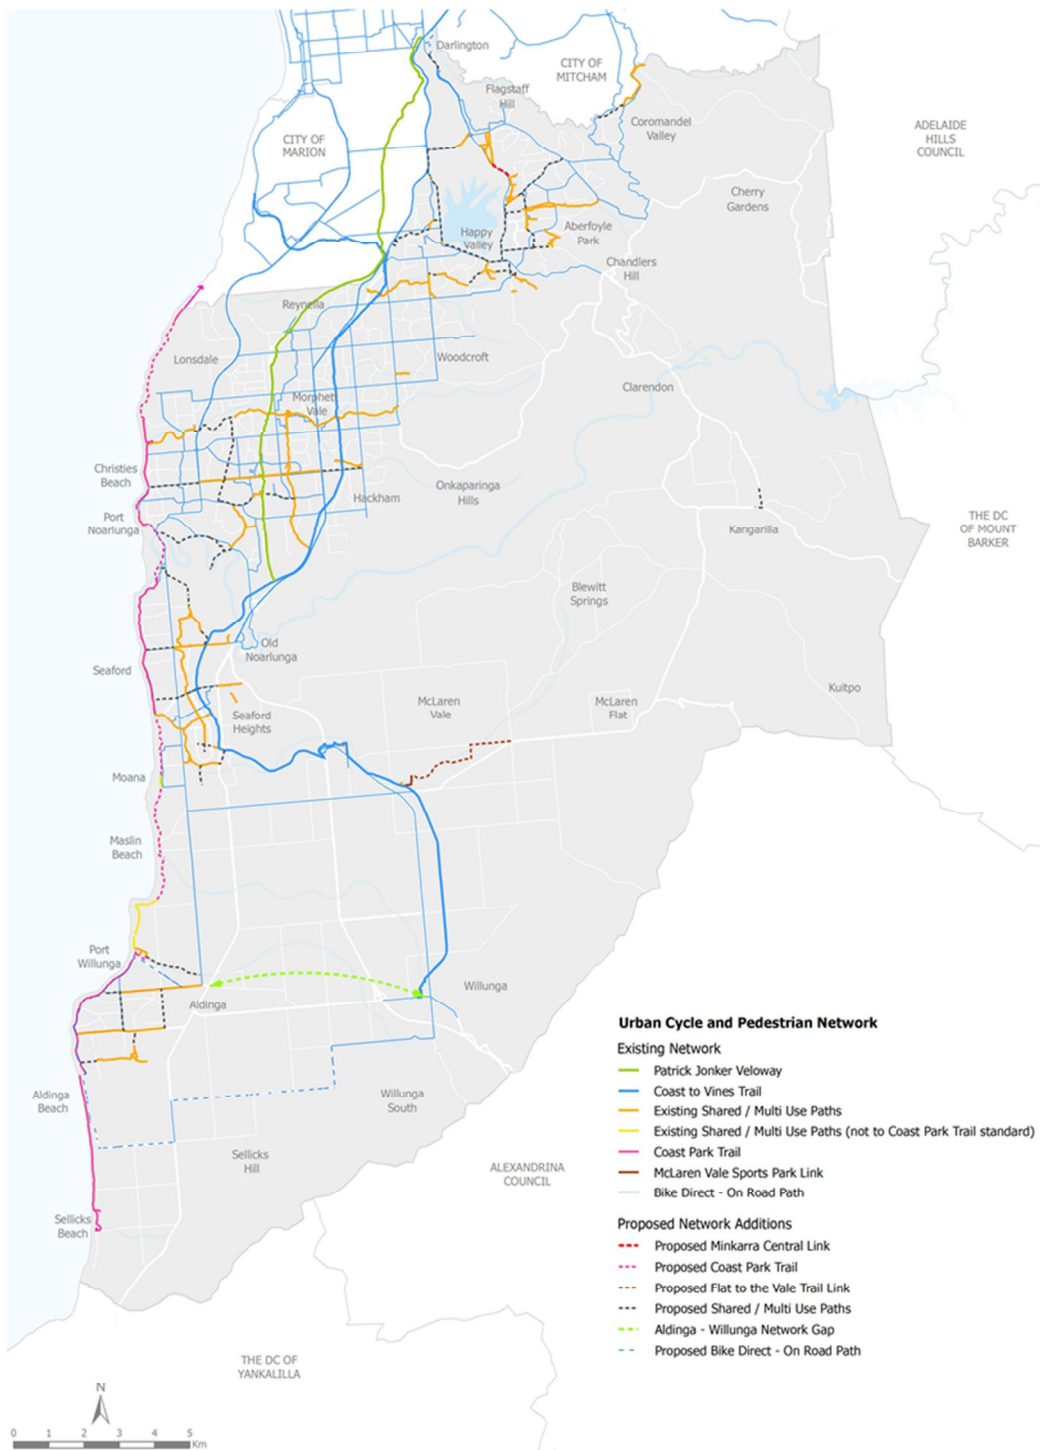 Darlington
CITY OF
MITCHAM
Flagstaff
Hill
Coromandel
Valley
ADELAIDE
HILLS
COUNCIL
CITY OF
MARION
Cherry
Gardens
Happy
Valley
Aberfoyle
Park
Chandlers
Hill
Reynella
Lonsdale
Woodcroft
Clarendon
Morphett
Vale
Christies
Beach
Onkaparinga
Hills
Hackham
Port
Noarlunga
Kangarilla
THE DC
OF MOUNT
BARKER
Blewitt
Springs
Old
Noarlunga
Seaford
Kuitpo
McLaren
Vale
McLaren
Flat
Seaford
Heights
Moana
Maslin
Beach
Port
Willunga
Willunga
Aldinga
Aldinga
Beach
Willunga
South
Sellicks
Hill
ALEXANDRINA
COUNCIL
Sellicks
Beach
THE DC OF
YANKALILLA
Urban Cycle and Pedestrian Network
Existing Network
Patrick Jonker Veloway
Coast to Vines Trail
Existing Shared / Multi Use Paths
Existing Shared / Multi Use Paths (not to Coast Park Trail standard)
Coast Park Trail
McLaren Vale Sports Park Link
Bike Direct - On Road Path
Proposed Network Additions
Proposed Minkarra Central Link
Proposed Coast Park Trail
Proposed Flat to the Vale Trail Link
Proposed Shared / Multi Use Paths
Aldinga - Willunga Network Gap
Proposed Bike Direct - On Road Path
N
0 1 2 3 4 5
Km